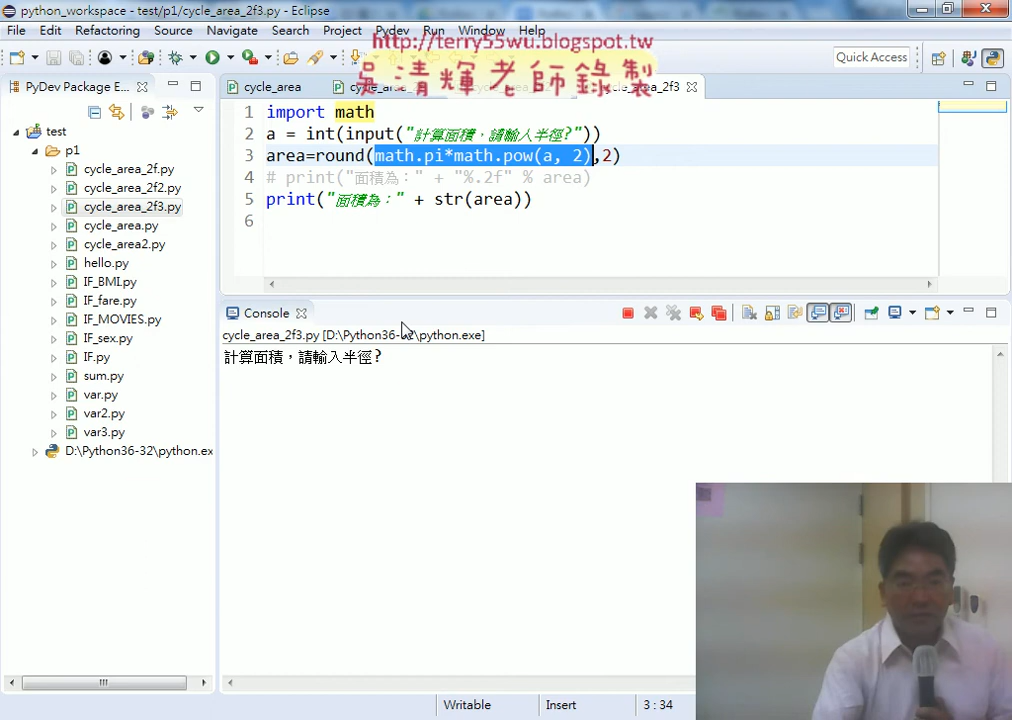 python_workspace - test/p1/cycle_area_2f3.py - Eclipse
File Edit Refactoring Source Navigate Search Project Pydev Run Window Help
http://terry55wu.blogspot.tw
吳清輝老師錄製
Quick Access
PyDev Package E...
cycle_area
cycle_area_2f3
test
p1
cycle_area_2f.py
cycle_area_2f2.py
cycle_area_2f3.py
cycle_area.py
cycle_area2.py
hello.py
IF_BMI.py
IF_fare.py
IF_MOVIES.py
IF_sex.py
IF.py
sum.py
var.py
var2.py
var3.py
D:\Python36-32\python.ex
1 import math
2 a = int(input("計算面積，請輸入半徑?"))
3 area=round(math.pi*math.pow(a, 2),2)
4 # print("面積為：" + "%.2f" % area)
5 print("面積為：" + str(area))
6
Console
cycle_area_2f3.py [D:\Python36-32\python.exe]
計算面積，請輸入半徑?
Writable
Insert
3 : 34